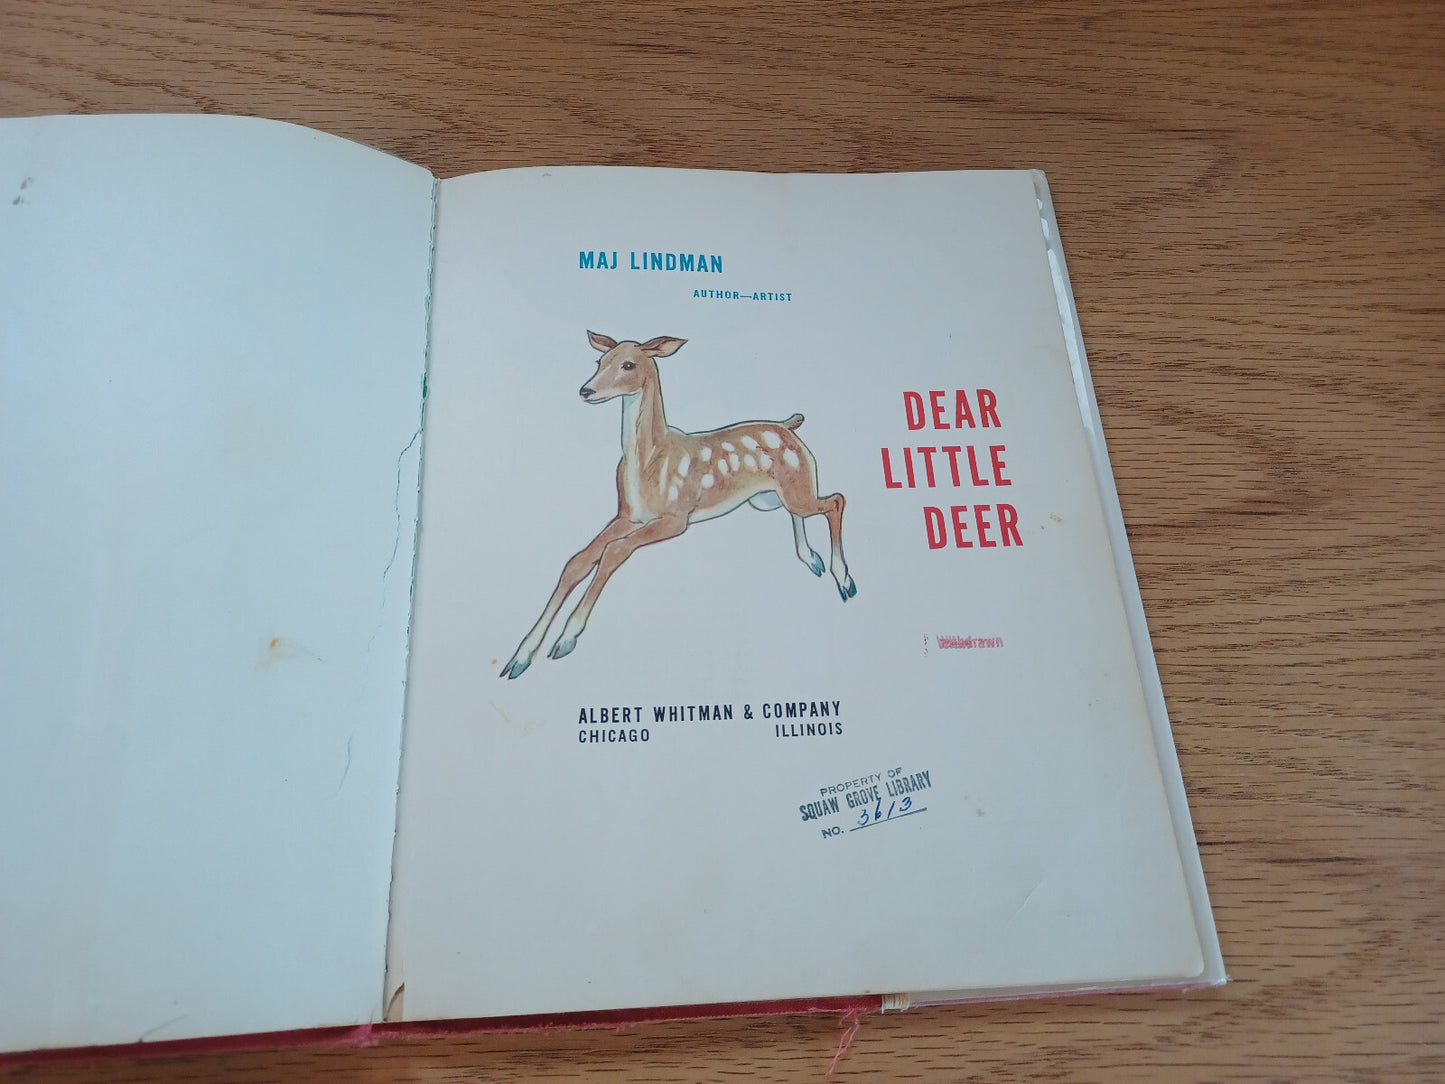 MAJ LINDMAN
AUTHOR—ARTIST
DEAR
LITTLE
DEER
Withdrawn
ALBERT WHITMAN & COMPANY
CHICAGO ILLINOIS
PROPERTY OF
SQUAW GROVE LIBRARY
NO. 3613